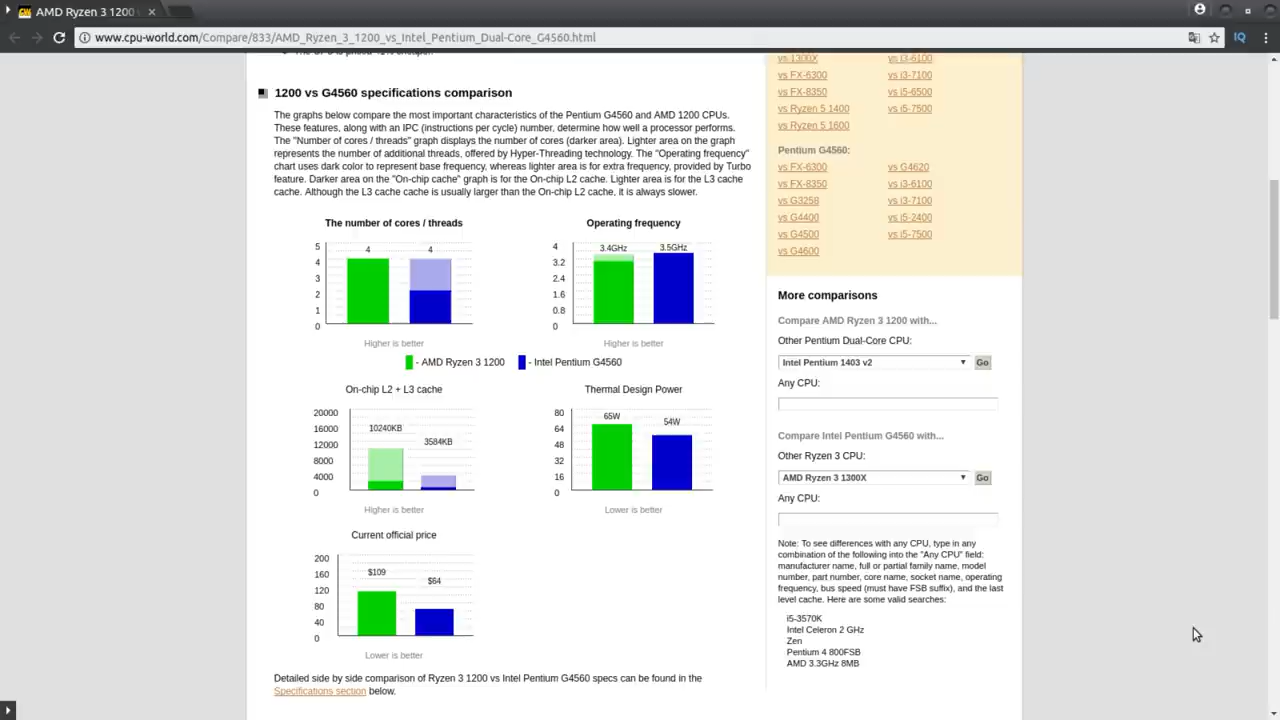 AMD Ryzen 3 1200
www.cpu-world.com/Compare/833/AMD_Ryzen_3_1200_vs_Intel_Pentium_Dual-Core_G4560.html
1200 vs G4560 specifications comparison
The graphs below compare the most important characteristics of the Pentium G4560 and AMD 1200 CPUs.
These features, along with an IPC (instructions per cycle) number, determine how well a processor performs.
The "Number of cores / threads" graph displays the number of cores (darker area). Lighter area on the graph
represents the number of additional threads, offered by Hyper-Threading technology. The "Operating frequency"
chart uses dark color to represent base frequency, whereas lighter area is for extra frequency, provided by Turbo
feature. Darker area on the "On-chip cache" graph is for the On-chip L2 cache. Lighter area is for the L3 cache
cache. Although the L3 cache cache is usually larger than the On-chip L2 cache, it is always slower.
The number of cores / threads
5
4
3
2
1
0
4
4
Higher is better
Operating frequency
4
3.2
2.4
1.6
0.8
0
3.4GHz
3.5GHz
Higher is better
- AMD Ryzen 3 1200
- Intel Pentium G4560
On-chip L2 + L3 cache
20000
16000
12000
8000
4000
0
10240KB
3584KB
Higher is better
Thermal Design Power
80
64
48
32
16
0
65W
54W
Lower is better
Current official price
200
160
120
80
40
0
$109
$64
Lower is better
Detailed side by side comparison of Ryzen 3 1200 vs Intel Pentium G4560 specs can be found in the
Specifications section below.
vs 1300X
vs i3-6100
vs FX-6300
vs i3-7100
vs FX-8350
vs i5-6500
vs Ryzen 5 1400
vs i5-7500
vs Ryzen 5 1600
Pentium G4560:
vs FX-6300
vs G4620
vs FX-8350
vs i3-6100
vs G3258
vs i3-7100
vs G4400
vs i5-2400
vs G4500
vs i5-7500
vs G4600
More comparisons
Compare AMD Ryzen 3 1200 with...
Other Pentium Dual-Core CPU:
Intel Pentium 1403 v2
Go
Any CPU:
Compare Intel Pentium G4560 with...
Other Ryzen 3 CPU:
AMD Ryzen 3 1300X
Go
Any CPU:
Note: To see differences with any CPU, type in any
combination of the following into the "Any CPU" field:
manufacturer name, full or partial family name, model
number, part number, core name, socket name, operating
frequency, bus speed (must have FSB suffix), and the last
level cache. Here are some valid searches:
i5-3570K
Intel Celeron 2 GHz
Zen
Pentium 4 800FSB
AMD 3.3GHz 8MB